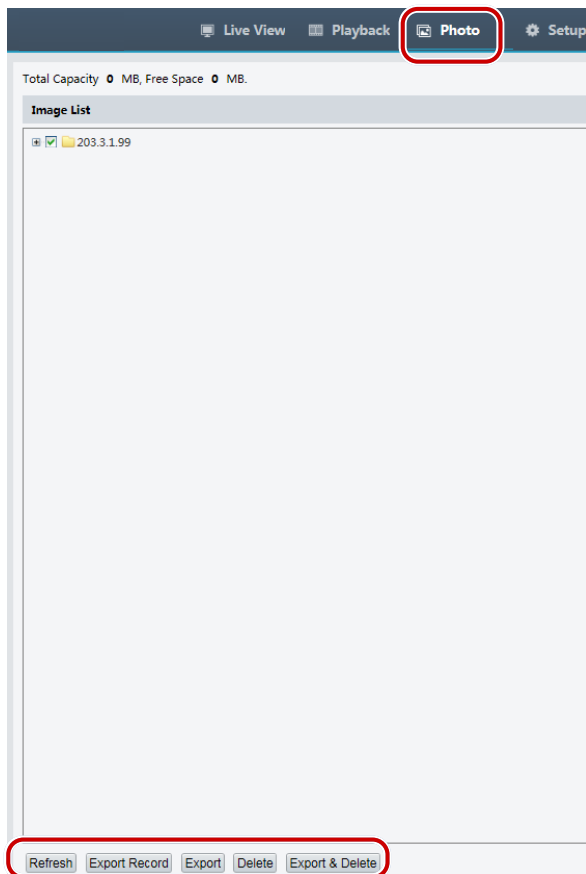 Live View Playback Photo Setup
Total Capacity 0 MB, Free Space 0 MB.
Image List
203.3.1.99
Refresh Export Record Export Delete Export & Delete